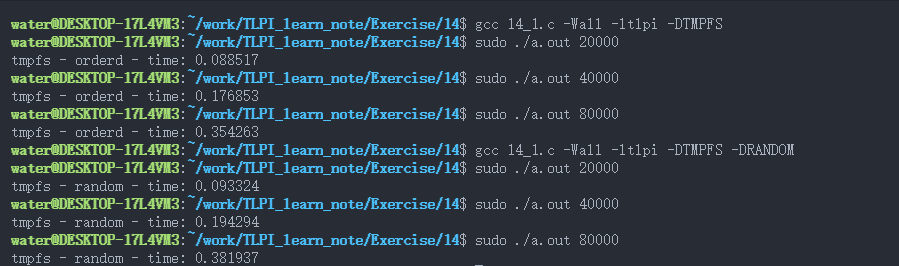 water@DESKTOP-17L4VM3:~/work/TLPI_learn_note/Exercise/14$ gcc 14_1.c -Wall -ltlpi -DTMPFS
water@DESKTOP-17L4VM3:~/work/TLPI_learn_note/Exercise/14$ sudo ./a.out 20000
tmpfs - orderd - time: 0.088517
water@DESKTOP-17L4VM3:~/work/TLPI_learn_note/Exercise/14$ sudo ./a.out 40000
tmpfs - orderd - time: 0.176853
water@DESKTOP-17L4VM3:~/work/TLPI_learn_note/Exercise/14$ sudo ./a.out 80000
tmpfs - orderd - time: 0.354263
water@DESKTOP-17L4VM3:~/work/TLPI_learn_note/Exercise/14$ gcc 14_1.c -Wall -ltlpi -DTMPFS -DRANDOM
water@DESKTOP-17L4VM3:~/work/TLPI_learn_note/Exercise/14$ sudo ./a.out 20000
tmpfs - random - time: 0.093324
water@DESKTOP-17L4VM3:~/work/TLPI_learn_note/Exercise/14$ sudo ./a.out 40000
tmpfs - random - time: 0.194294
water@DESKTOP-17L4VM3:~/work/TLPI_learn_note/Exercise/14$ sudo ./a.out 80000
tmpfs - random - time: 0.381937